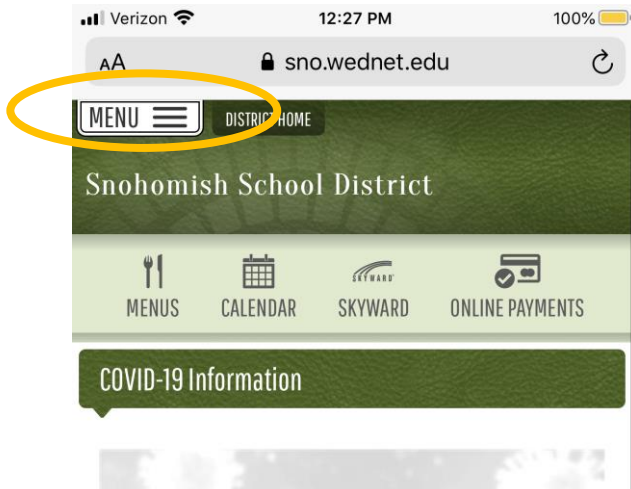 Verizon 12:27 PM 100%
AA sno.wednet.edu
MENU DISTRICT HOME
Snohomish School District
SKYWARD
MENUS CALENDAR SKYWARD ONLINE PAYMENTS
COVID-19 Information